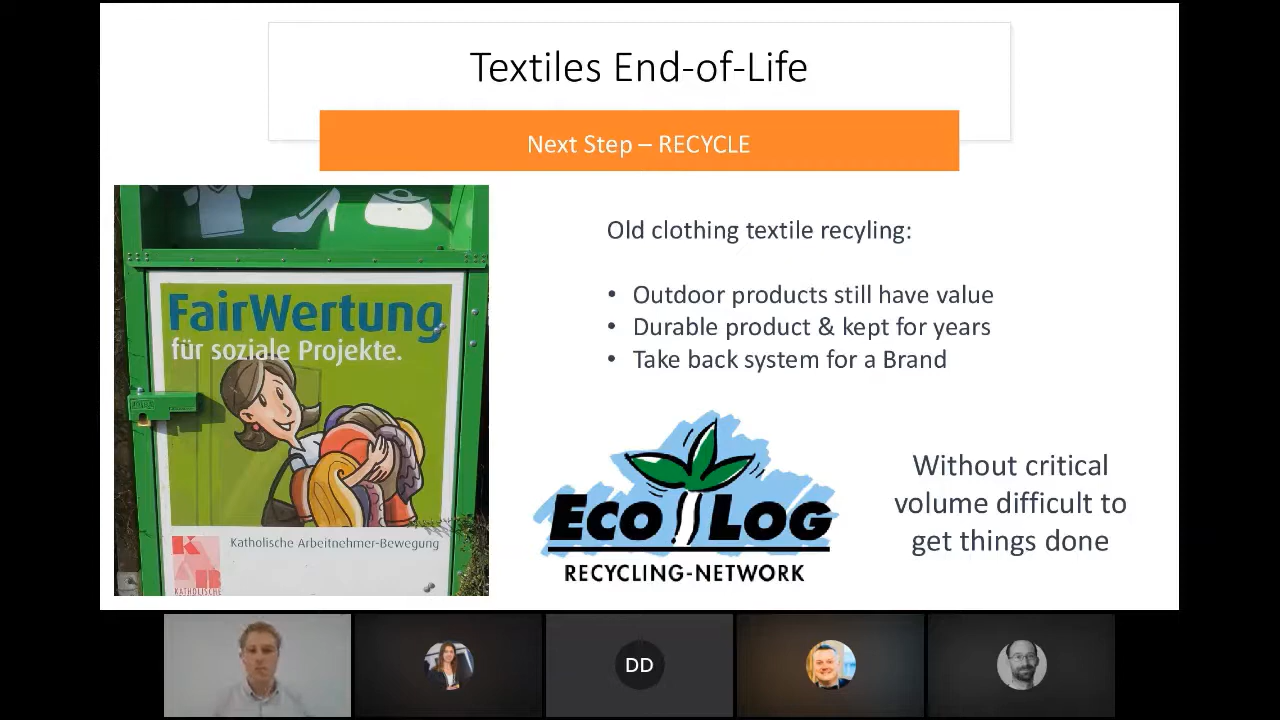 Textiles End-of-Life
Next Step – RECYCLE
FairWertung
für soziale Projekte.
Katholische Arbeitnehmer-Bewegung
KAB
KATHOLISCHE
Old clothing textile recyling:
• Outdoor products still have value
• Durable product & kept for years
• Take back system for a Brand
ECO LOG
RECYCLING-NETWORK
Without critical
volume difficult to
get things done
DD